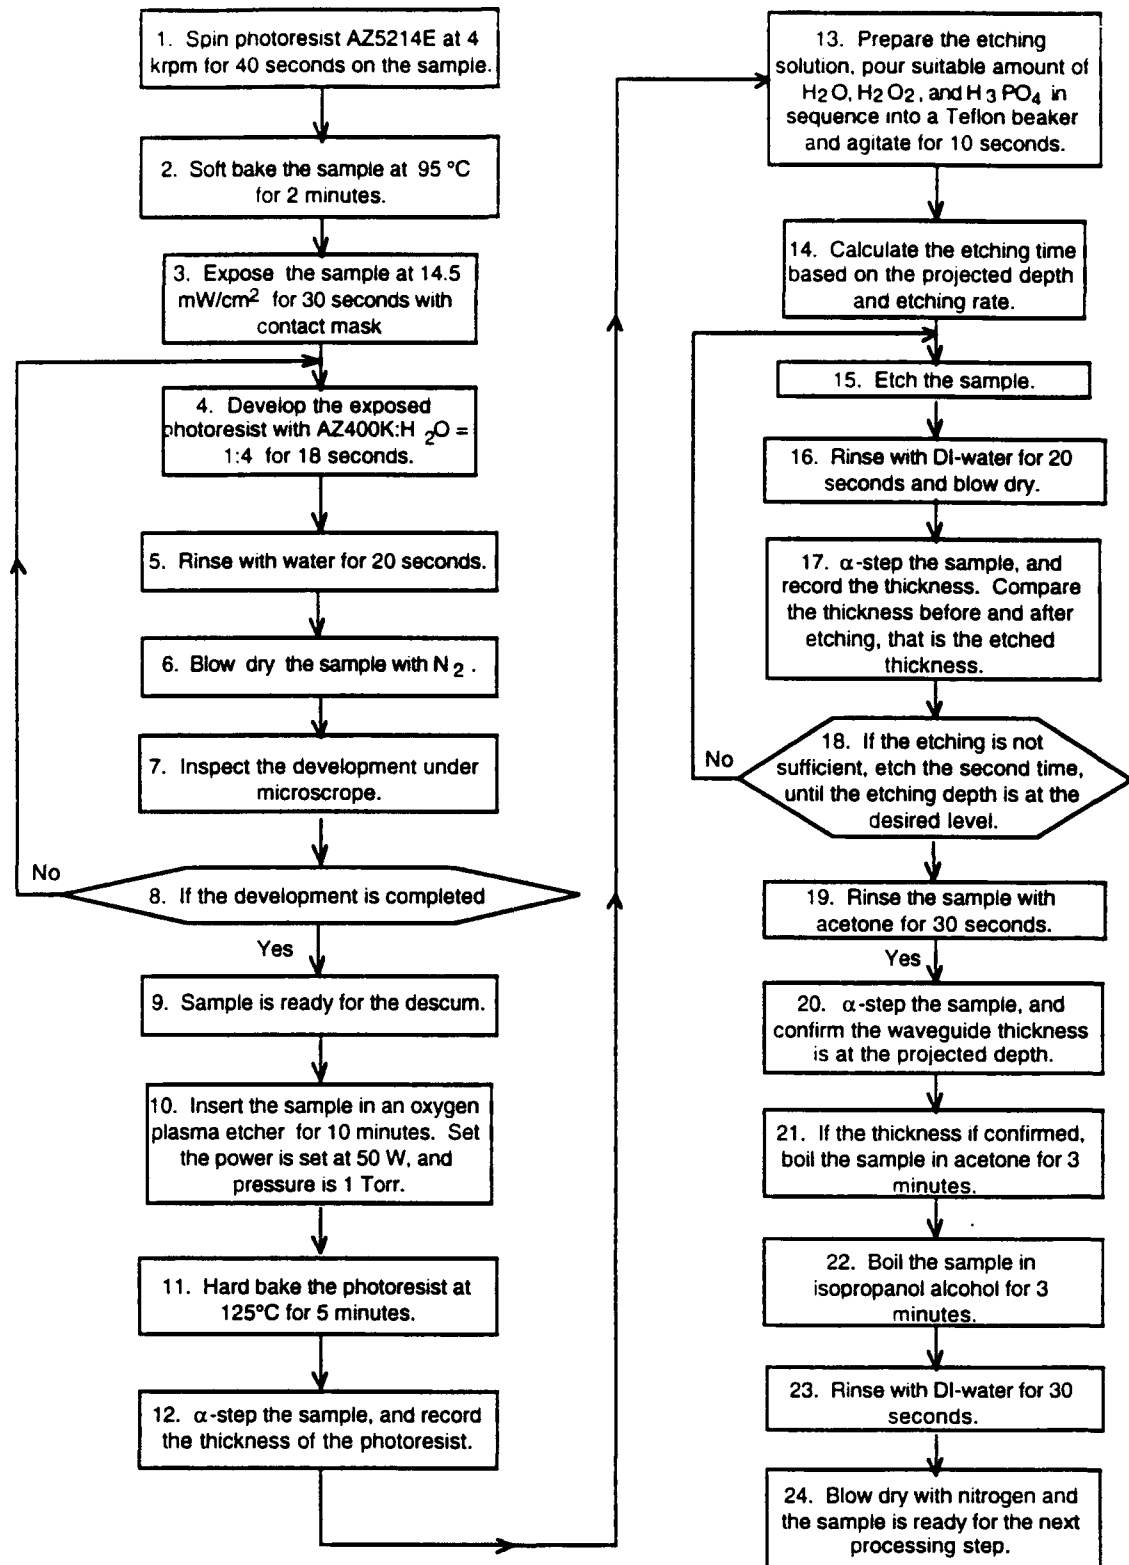 1. Spin photoresist AZ5214E at 4
krpm for 40 seconds on the sample.
2. Soft bake the sample at 95 °C
for 2 minutes.
3. Expose the sample at 14.5
mW/cm² for 30 seconds with
contact mask
4. Develop the exposed
photoresist with AZ400K:H₂O =
1:4 for 18 seconds.
5. Rinse with water for 20 seconds.
6. Blow dry the sample with N₂.
7. Inspect the development under
microscrope.
No
8. If the development is completed
Yes
9. Sample is ready for the descum.
10. Insert the sample in an oxygen
plasma etcher for 10 minutes. Set
the power is set at 50 W, and
pressure is 1 Torr.
11. Hard bake the photoresist at
125°C for 5 minutes.
12. α-step the sample, and record
the thickness of the photoresist.
13. Prepare the etching
solution, pour suitable amount of
H₂O, H₂O₂, and H₃PO₄ in
sequence into a Teflon beaker
and agitate for 10 seconds.
14. Calculate the etching time
based on the projected depth
and etching rate.
15. Etch the sample.
16. Rinse with DI-water for 20
seconds and blow dry.
17. α-step the sample, and
record the thickness. Compare
the thickness before and after
etching, that is the etched
thickness.
No
18. If the etching is not
sufficient, etch the second time,
until the etching depth is at the
desired level.
19. Rinse the sample with
acetone for 30 seconds.
Yes
20. α-step the sample, and
confirm the waveguide thickness
is at the projected depth.
21. If the thickness if confirmed,
boil the sample in acetone for 3
minutes.
22. Boil the sample in
isopropanol alcohol for 3
minutes.
23. Rinse with DI-water for 30
seconds.
24. Blow dry with nitrogen and
the sample is ready for the next
processing step.